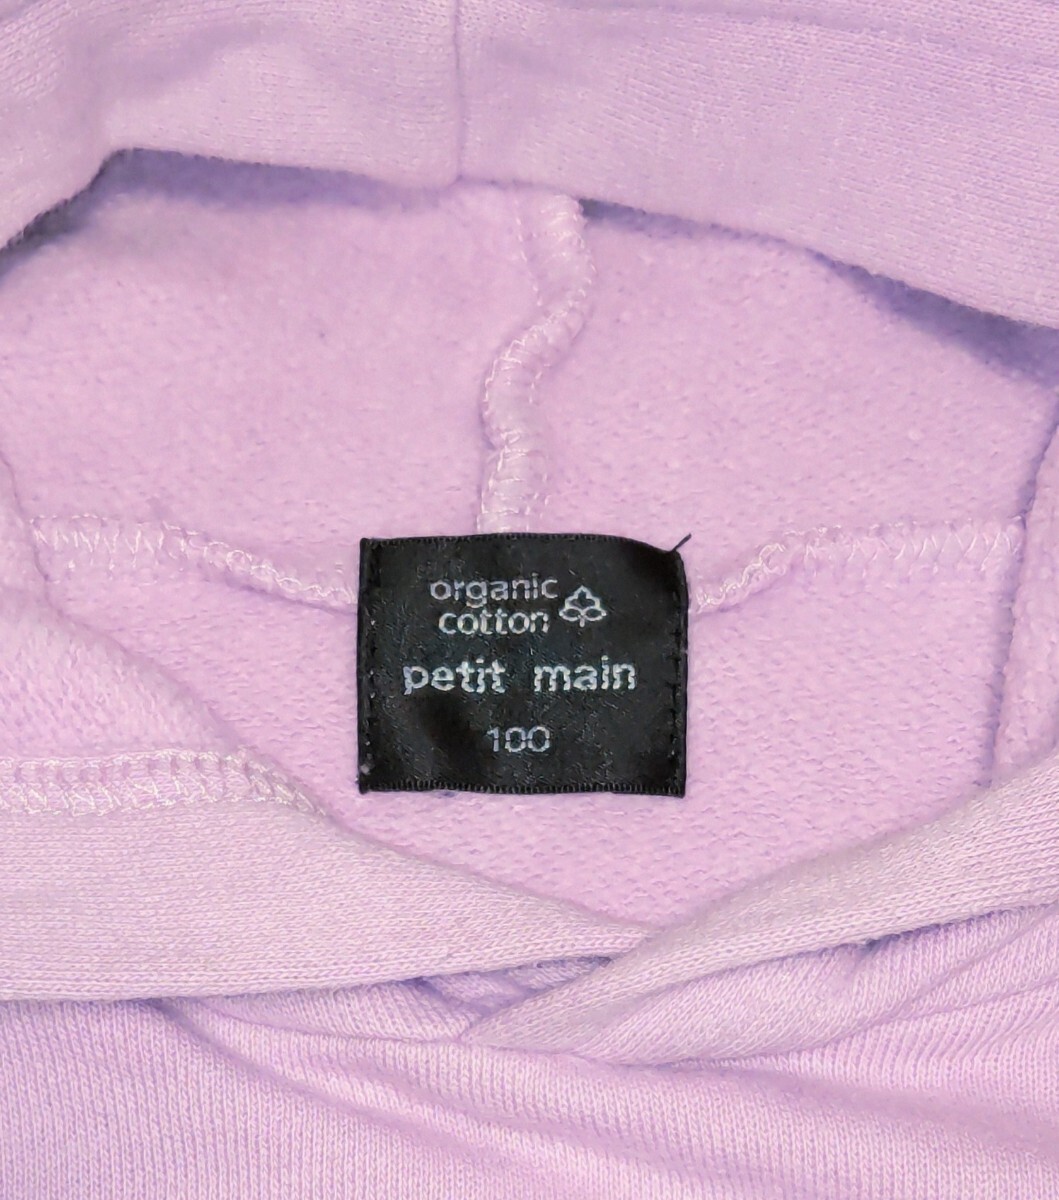 organic
cotton
petit main
100